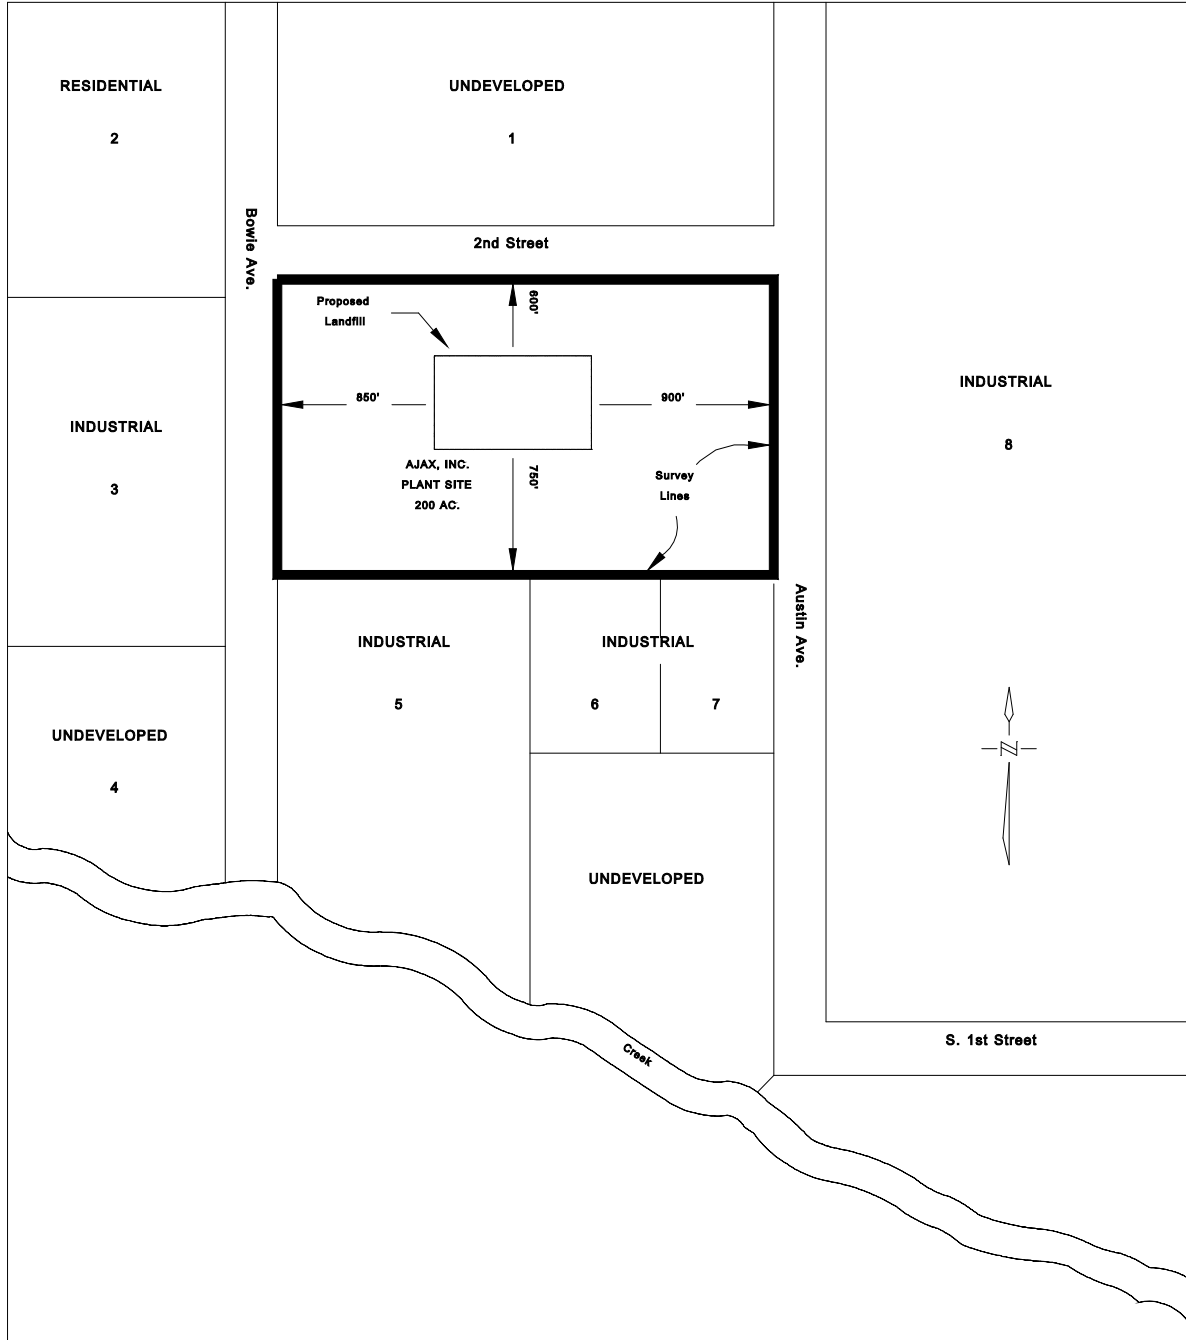 RESIDENTIAL
2
UNDEVELOPED
1
Bowie Ave.
2nd Street
Proposed
Landfill
600'
850'
900'
INDUSTRIAL
8
INDUSTRIAL
3
AJAX, INC.
PLANT SITE
200 AC.
750'
Survey
Lines
Austin Ave.
INDUSTRIAL
5
INDUSTRIAL
6
7
UNDEVELOPED
4
N
UNDEVELOPED
Creek
S. 1st Street